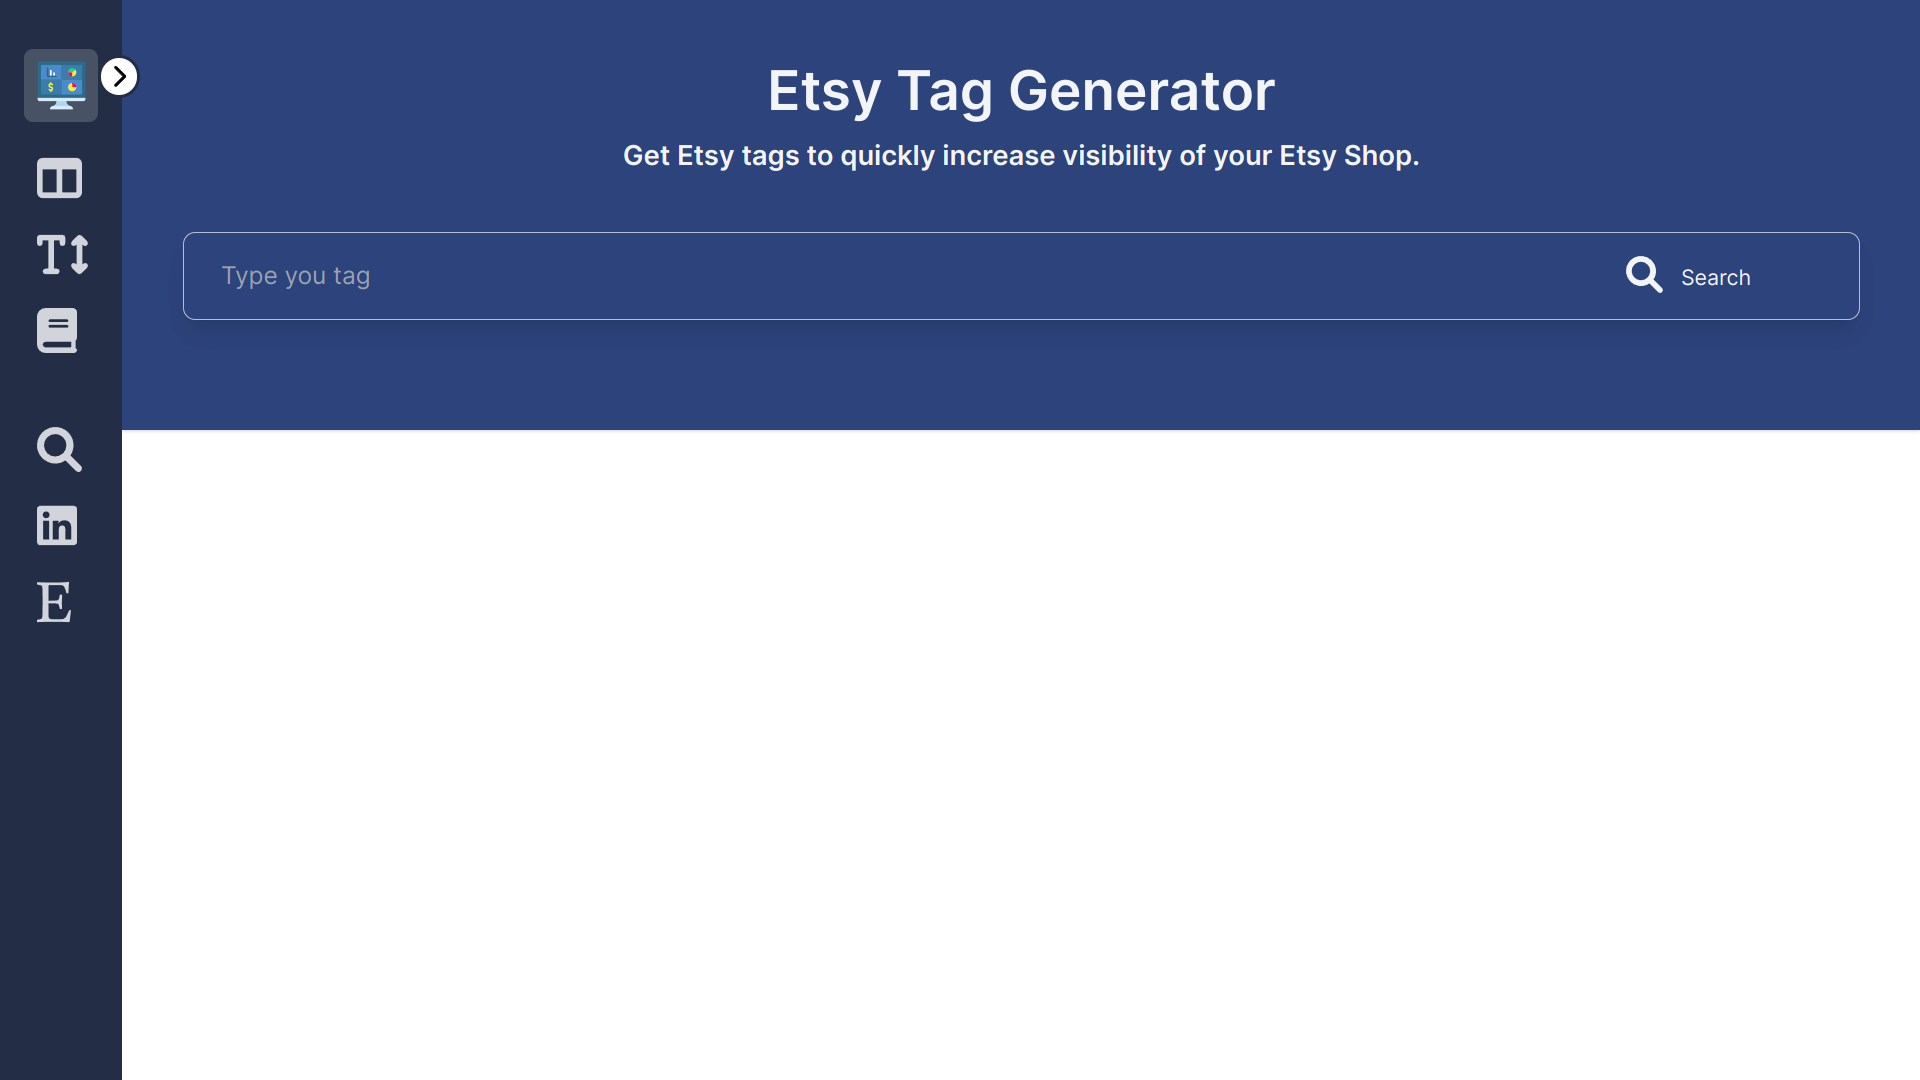 Etsy Tag Generator
Get Etsy tags to quickly increase visibility of your Etsy Shop.
Type you tag
Search